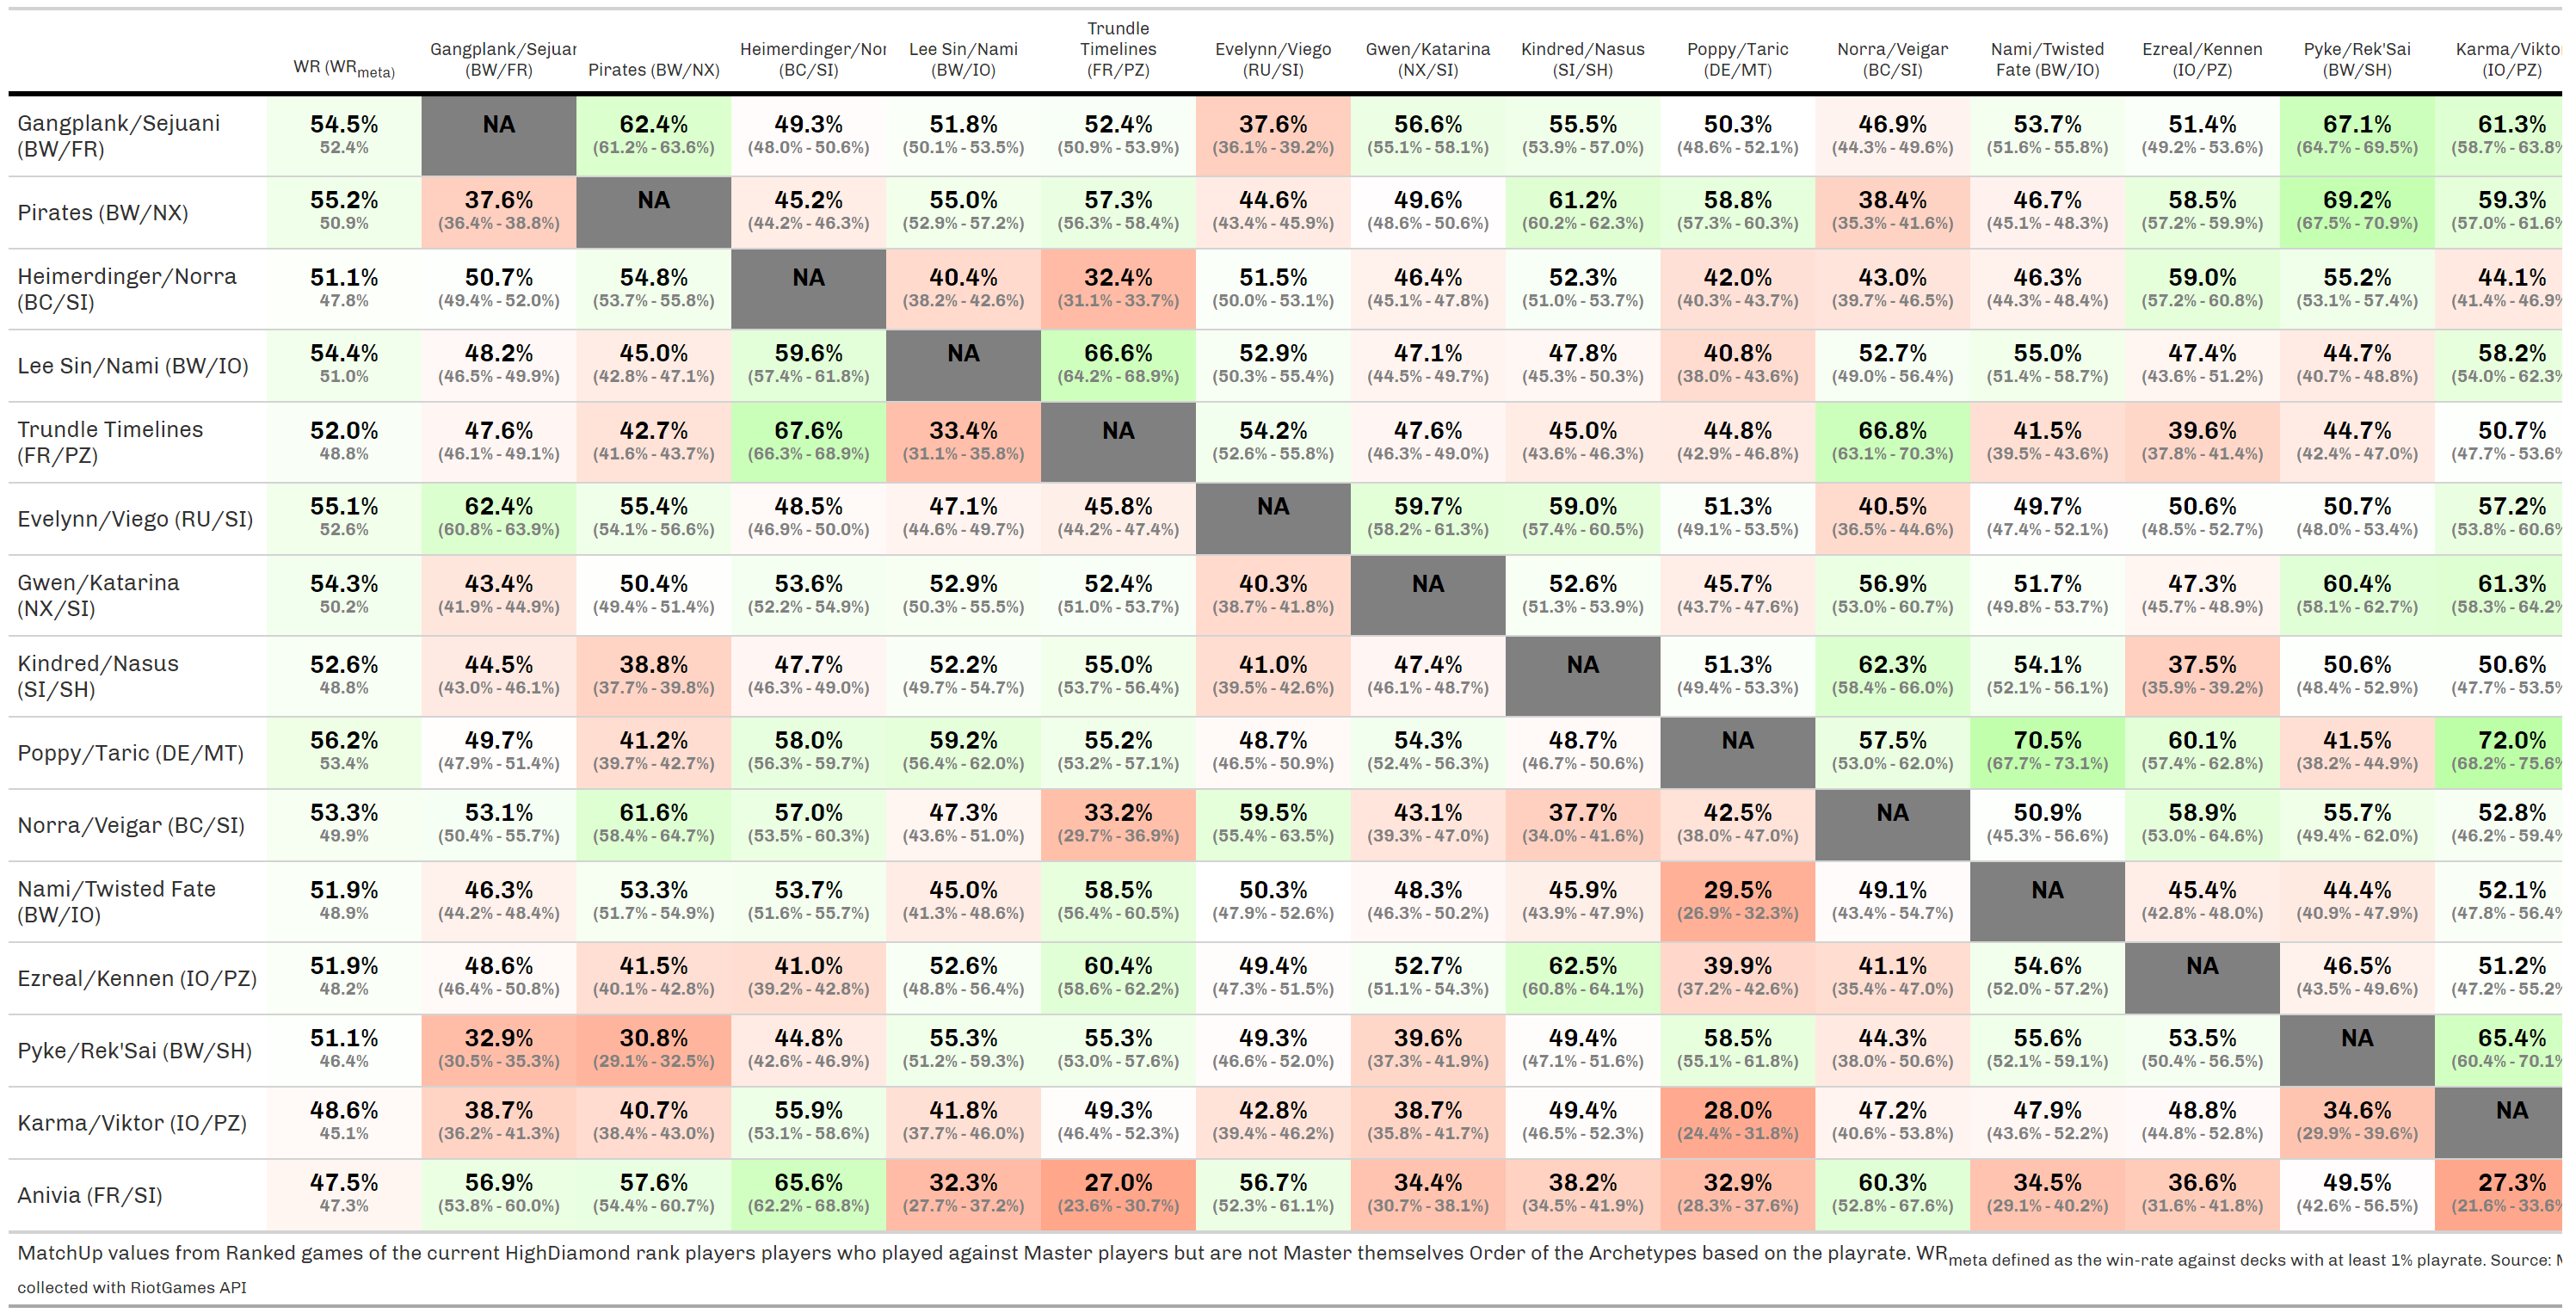 WR (WRmeta) Gangplank/Sejuar (BW/FR) Pirates (BW/NX) Heimerdinger/Nor (BC/SI) Lee Sin/Nami (BW/IO) Trundle Timelines (FR/PZ) Evelynn/Viego (RU/SI) Gwen/Katarina (NX/SI) Kindred/Nasus (SI/SH) Poppy/Taric (DE/MT) Norra/Veigar (BC/SI) Nami/Twisted Fate (BW/IO) Ezreal/Kennen (IO/PZ) Pyke/Rek'Sai (BW/SH) Karma/Vikto (IO/PZ)
Gangplank/Sejuani (BW/FR) 54.5% NA 62.4% 49.3% 51.8% 52.4% 37.6% 56.6% 55.5% 50.3% 46.9% 53.7% 51.4% 67.1% 61.3%
52.4% (61.2% - 63.6%) (48.0% - 50.6%) (50.1% - 53.5%) (50.9% - 53.9%) (36.1% - 39.2%) (55.1% - 58.1%) (53.9% - 57.0%) (48.6% - 52.1%) (44.3% - 49.6%) (51.6% - 55.8%) (49.2% - 53.6%) (64.7% - 69.5%) (58.7% - 63.8%
Pirates (BW/NX) 55.2% 37.6% NA 45.2% 55.0% 57.3% 44.6% 49.6% 61.2% 58.8% 38.4% 46.7% 58.5% 69.2% 59.3%
50.9% (36.4% - 38.8%) (44.2% - 46.3%) (52.9% - 57.2%) (56.3% - 58.4%) (43.4% - 45.9%) (48.6% - 50.6%) (60.2% - 62.3%) (57.3% - 60.3%) (35.3% - 41.6%) (45.1% - 48.3%) (57.2% - 59.9%) (67.5% - 70.9%) (57.0% - 61.6%
Heimerdinger/Norra (BC/SI) 51.1% 50.7% 54.8% NA 40.4% 32.4% 51.5% 46.4% 52.3% 42.0% 43.0% 46.3% 59.0% 55.2% 44.1%
47.8% (49.4% - 52.0%) (53.7% - 55.8%) (38.2% - 42.6%) (31.1% - 33.7%) (50.0% - 53.1%) (45.1% - 47.8%) (51.0% - 53.7%) (40.3% - 43.7%) (39.7% - 46.5%) (44.3% - 48.4%) (57.2% - 60.8%) (53.1% - 57.4%) (41.4% - 46.9%
Lee Sin/Nami (BW/IO) 54.4% 48.2% 45.0% 59.6% NA 66.6% 52.9% 47.1% 47.8% 40.8% 52.7% 55.0% 47.4% 44.7% 58.2%
51.0% (46.5% - 49.9%) (42.8% - 47.1%) (57.4% - 61.8%) (64.2% - 68.9%) (50.3% - 55.4%) (44.5% - 49.7%) (45.3% - 50.3%) (38.0% - 43.6%) (49.0% - 56.4%) (51.4% - 58.7%) (43.6% - 51.2%) (40.7% - 48.8%) (54.0% - 62.3%
Trundle Timelines (FR/PZ) 52.0% 47.6% 42.7% 67.6% 33.4% NA 54.2% 47.6% 45.0% 44.8% 66.8% 41.5% 39.6% 44.7% 50.7%
48.8% (46.1% - 49.1%) (41.6% - 43.7%) (66.3% - 68.9%) (31.1% - 35.8%) (52.6% - 55.8%) (46.3% - 49.0%) (43.6% - 46.3%) (42.9% - 46.8%) (63.1% - 70.3%) (39.5% - 43.6%) (37.8% - 41.4%) (42.4% - 47.0%) (47.7% - 53.6%
Evelynn/Viego (RU/SI) 55.1% 62.4% 55.4% 48.5% 47.1% 45.8% NA 59.7% 59.0% 51.3% 40.5% 49.7% 50.6% 50.7% 57.2%
52.6% (60.8% - 63.9%) (54.1% - 56.6%) (46.9% - 50.0%) (44.6% - 49.7%) (44.2% - 47.4%) (58.2% - 61.3%) (57.4% - 60.5%) (49.1% - 53.5%) (36.5% - 44.6%) (47.4% - 52.1%) (48.5% - 52.7%) (48.0% - 53.4%) (53.8% - 60.6%
Gwen/Katarina (NX/SI) 54.3% 43.4% 50.4% 53.6% 52.9% 52.4% 40.3% NA 52.6% 45.7% 56.9% 51.7% 47.3% 60.4% 61.3%
50.2% (41.9% - 44.9%) (49.4% - 51.4%) (52.2% - 54.9%) (50.3% - 55.5%) (51.0% - 53.7%) (38.7% - 41.8%) (51.3% - 53.9%) (43.7% - 47.6%) (53.0% - 60.7%) (49.8% - 53.7%) (45.7% - 48.9%) (58.1% - 62.7%) (58.3% - 64.2%
Kindred/Nasus (SI/SH) 52.6% 44.5% 38.8% 47.7% 52.2% 55.0% 41.0% 47.4% NA 51.3% 62.3% 54.1% 37.5% 50.6% 50.6%
48.8% (43.0% - 46.1%) (37.7% - 39.8%) (46.3% - 49.0%) (49.7% - 54.7%) (53.7% - 56.4%) (39.5% - 42.6%) (46.1% - 48.7%) (49.4% - 53.3%) (58.4% - 66.0%) (52.1% - 56.1%) (35.9% - 39.2%) (48.4% - 52.9%) (47.7% - 53.5%
Poppy/Taric (DE/MT) 56.2% 49.7% 41.2% 58.0% 59.2% 55.2% 48.7% 54.3% 48.7% NA 57.5% 70.5% 60.1% 41.5% 72.0%
53.4% (47.9% - 51.4%) (39.7% - 42.7%) (56.3% - 59.7%) (56.4% - 62.0%) (53.2% - 57.1%) (46.5% - 50.9%) (52.4% - 56.3%) (46.7% - 50.6%) (53.0% - 62.0%) (67.7% - 73.1%) (57.4% - 62.8%) (38.2% - 44.9%) (68.2% - 75.6%
Norra/Veigar (BC/SI) 53.3% 53.1% 61.6% 57.0% 47.3% 33.2% 59.5% 43.1% 37.7% 42.5% NA 50.9% 58.9% 55.7% 52.8%
49.9% (50.4% - 55.7%) (58.4% - 64.7%) (53.5% - 60.3%) (43.6% - 51.0%) (29.7% - 36.9%) (55.4% - 63.5%) (39.3% - 47.0%) (34.0% - 41.6%) (38.0% - 47.0%) (45.3% - 56.6%) (53.0% - 64.6%) (49.4% - 62.0%) (46.2% - 59.4%
Nami/Twisted Fate (BW/IO) 51.9% 46.3% 53.3% 53.7% 45.0% 58.5% 50.3% 48.3% 45.9% 29.5% 49.1% NA 45.4% 44.4% 52.1%
48.9% (44.2% - 48.4%) (51.7% - 54.9%) (51.6% - 55.7%) (41.3% - 48.6%) (56.4% - 60.5%) (47.9% - 52.6%) (46.3% - 50.2%) (43.9% - 47.9%) (26.9% - 32.3%) (43.4% - 54.7%) (42.8% - 48.0%) (40.9% - 47.9%) (47.8% - 56.4%
Ezreal/Kennen (IO/PZ) 51.9% 48.6% 41.5% 41.0% 52.6% 60.4% 49.4% 52.7% 62.5% 39.9% 41.1% 54.6% NA 46.5% 51.2%
48.2% (46.4% - 50.8%) (40.1% - 42.8%) (39.2% - 42.8%) (48.8% - 56.4%) (58.6% - 62.2%) (47.3% - 51.5%) (51.1% - 54.3%) (60.8% - 64.1%) (37.2% - 42.6%) (35.4% - 47.0%) (52.0% - 57.2%) (43.5% - 49.6%) (47.2% - 55.2%
Pyke/Rek'Sai (BW/SH) 51.1% 32.9% 30.8% 44.8% 55.3% 55.3% 49.3% 39.6% 49.4% 58.5% 44.3% 55.6% 53.5% NA 65.4%
46.4% (30.5% - 35.3%) (29.1% - 32.5%) (42.6% - 46.9%) (51.2% - 59.3%) (53.0% - 57.6%) (46.6% - 52.0%) (37.3% - 41.9%) (47.1% - 51.6%) (55.1% - 61.8%) (38.0% - 50.6%) (52.1% - 59.1%) (50.4% - 56.5%) (60.4% - 70.1%
Karma/Viktor (IO/PZ) 48.6% 38.7% 40.7% 55.9% 41.8% 49.3% 42.8% 38.7% 49.4% 28.0% 47.2% 47.9% 48.8% 34.6% NA
45.1% (36.2% - 41.3%) (38.4% - 43.0%) (53.1% - 58.6%) (37.7% - 46.0%) (46.4% - 52.3%) (39.4% - 46.2%) (35.8% - 41.7%) (46.5% - 52.3%) (24.4% - 31.8%) (40.6% - 53.8%) (43.6% - 52.2%) (44.8% - 52.8%) (29.9% - 39.6%)
Anivia (FR/SI) 47.5% 56.9% 57.6% 65.6% 32.3% 27.0% 56.7% 34.4% 38.2% 32.9% 60.3% 34.5% 36.6% 49.5% 27.3%
47.3% (53.8% - 60.0%) (54.4% - 60.7%) (62.2% - 68.8%) (27.7% - 37.2%) (23.6% - 30.7%) (52.3% - 61.1%) (30.7% - 38.1%) (34.5% - 41.9%) (28.3% - 37.6%) (52.8% - 67.6%) (29.1% - 40.2%) (31.6% - 41.8%) (42.6% - 56.5%) (21.6% - 33.6%
MatchUp values from Ranked games of the current HighDiamond rank players players who played against Master players but are not Master themselves Order of the Archetypes based on the playrate. WRmeta defined as the win-rate against decks with at least 1% playrate. Source:
collected with RiotGames API